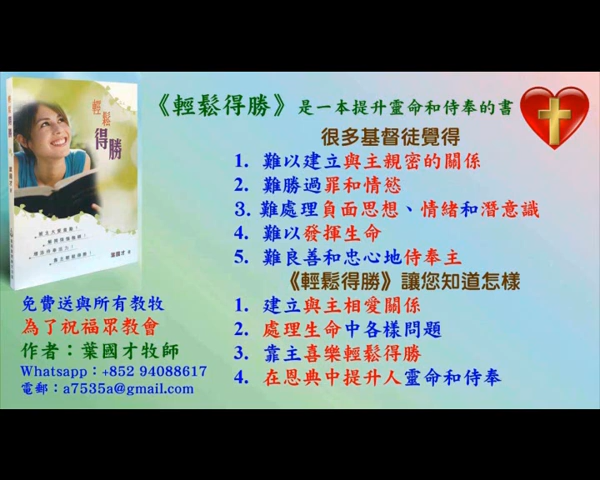 《輕鬆得勝》是一本提升靈命和侍奉的書
很多基督徒覺得
1. 難以建立與主親密的關係
2. 難勝過罪和情慾
3. 難處理負面思想、情緒和潛意識
4. 難以發揮生命
5. 難良善和忠心地侍奉主
《輕鬆得勝》讓您知道怎樣
1. 建立與主相愛關係
2. 處理生命中各樣問題
3. 靠主喜樂輕鬆得勝
4. 在恩典中提升人靈命和侍奉
輕鬆
得勝
葉國才
免費送與所有教牧
為了祝福眾教會
作者：葉國才牧師
Whatsapp：+852 94088617
電郵：a7535a@gmail.com